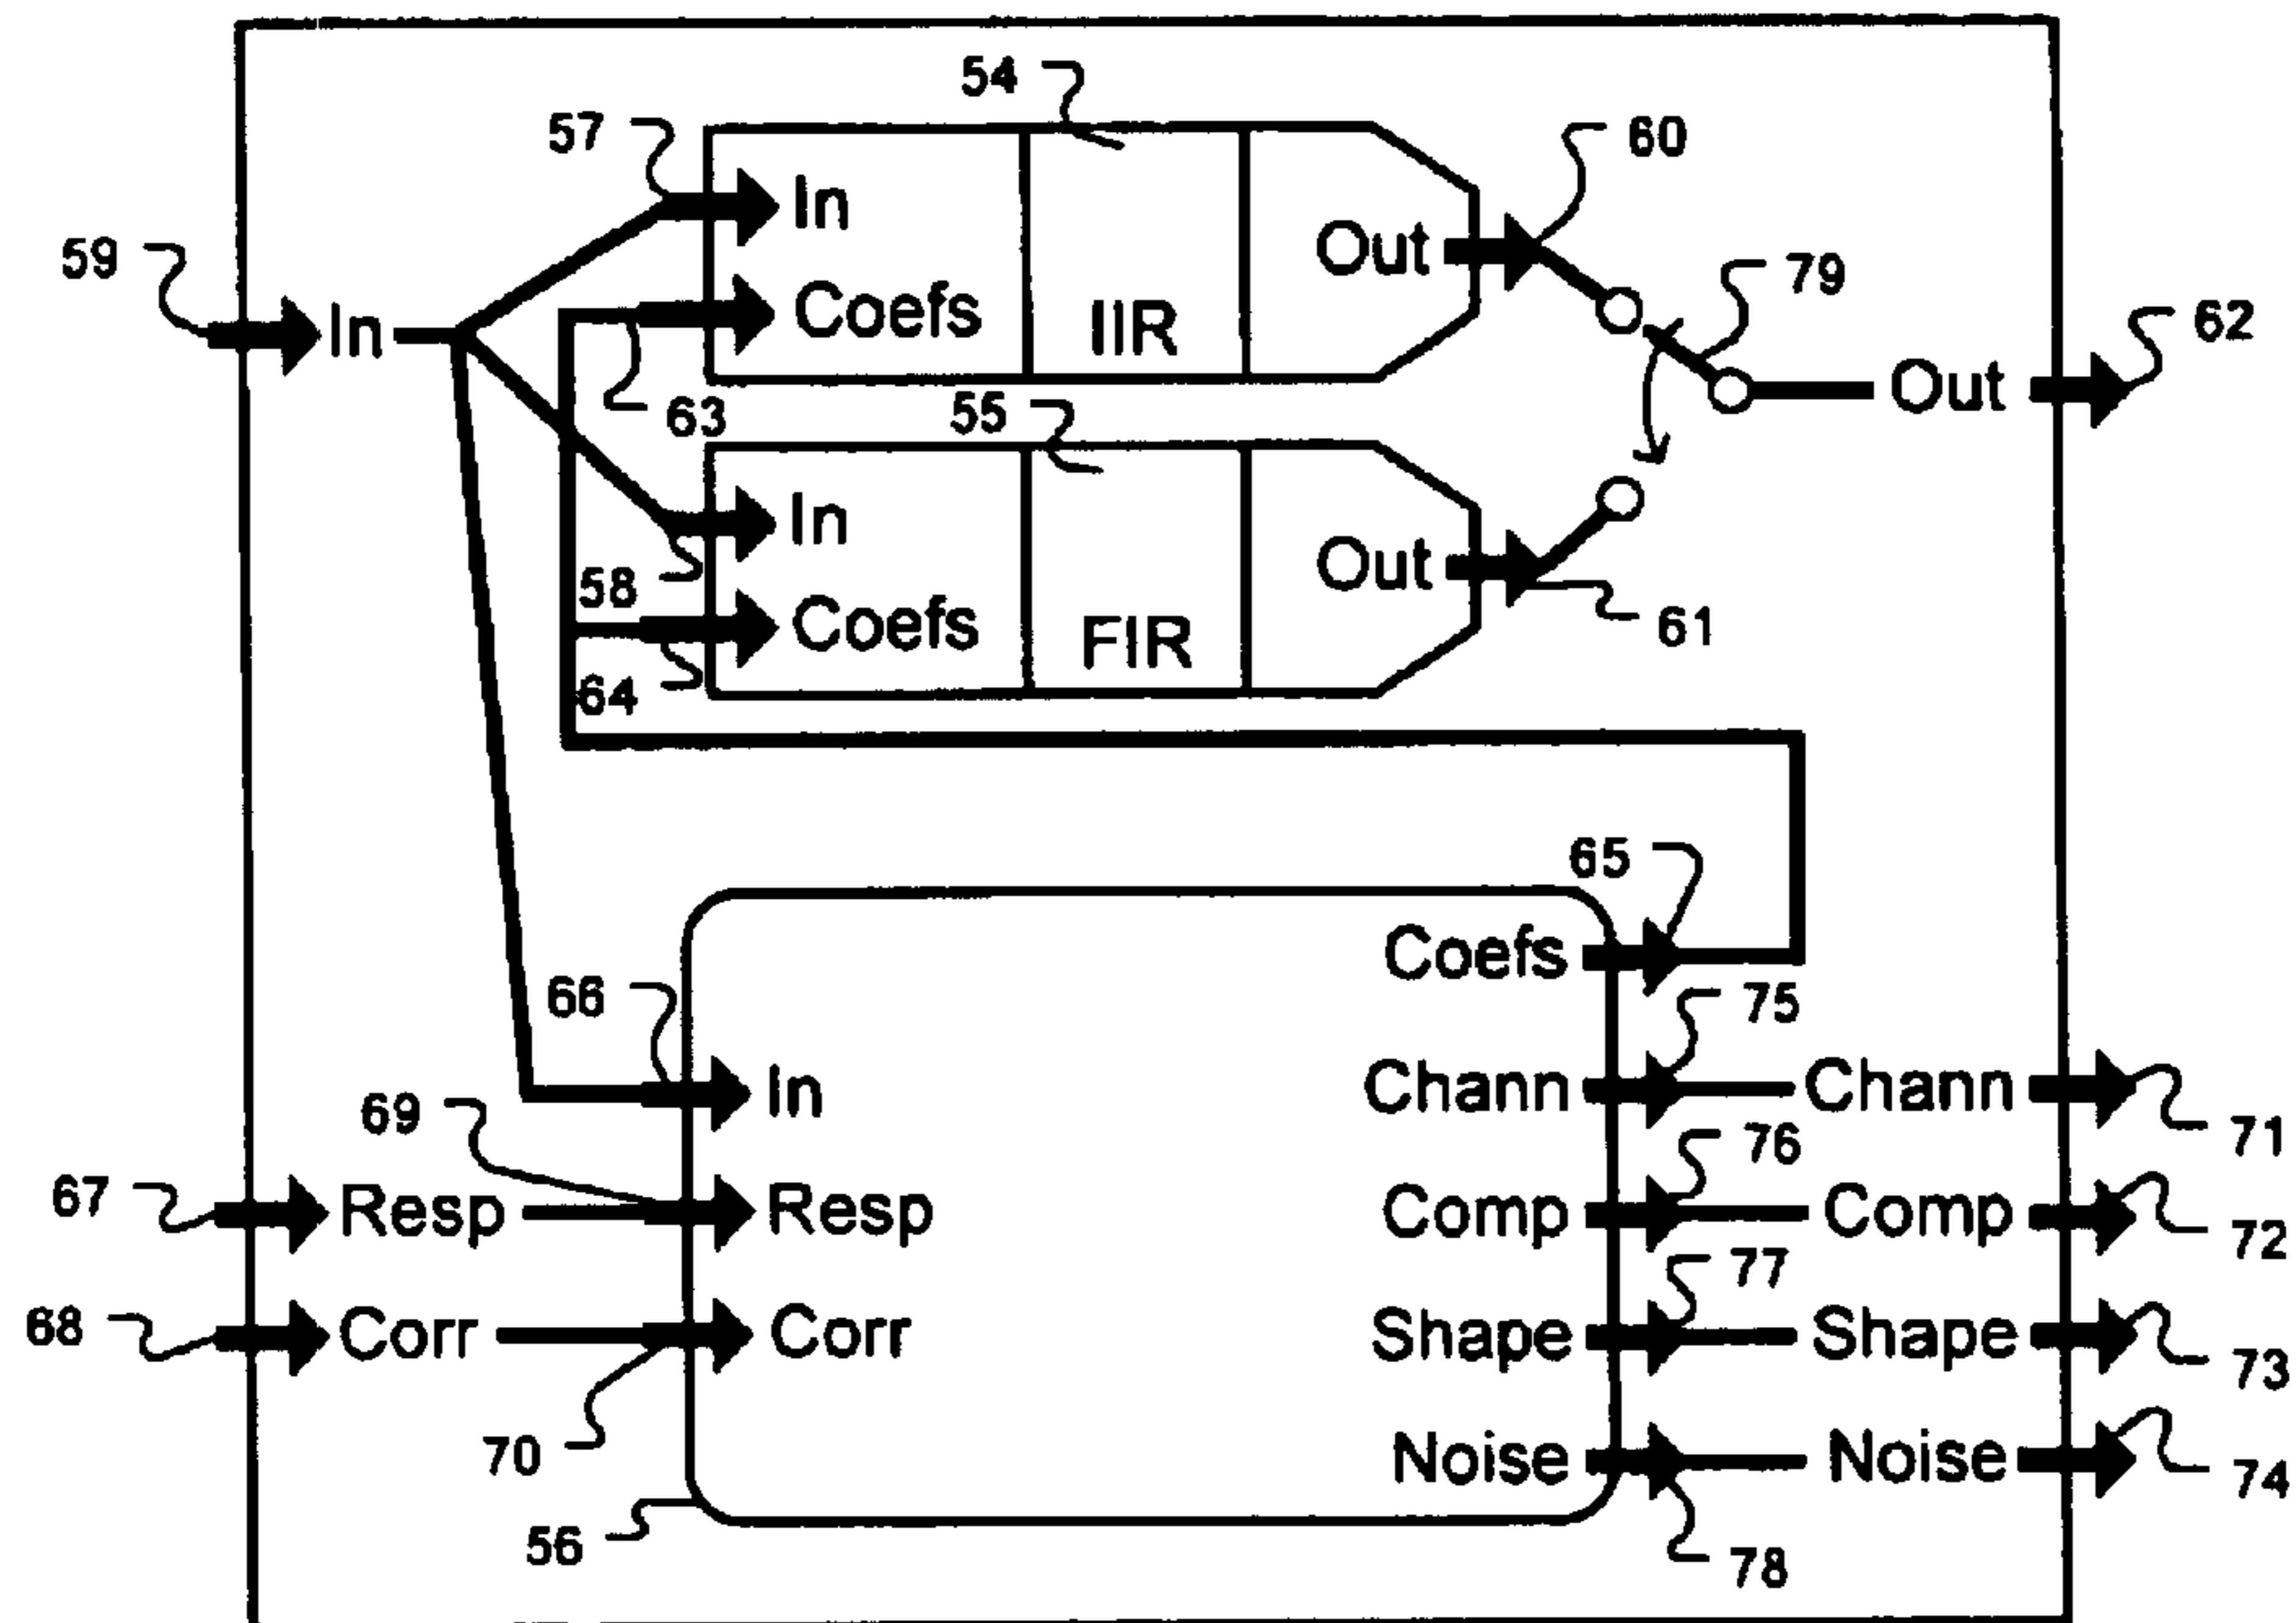 54
57
60
In
Out
59
79
62
In
Coefs
IIR
Out
63
55
In
Out
58
Coefs
FIR
61
64
65
Coefs
66
75
In
Chann
Chann
69
71
76
67
Resp
Resp
Comp
Comp
72
77
68
Corr
Corr
Shape
Shape
73
70
Noise
Noise
74
56
78